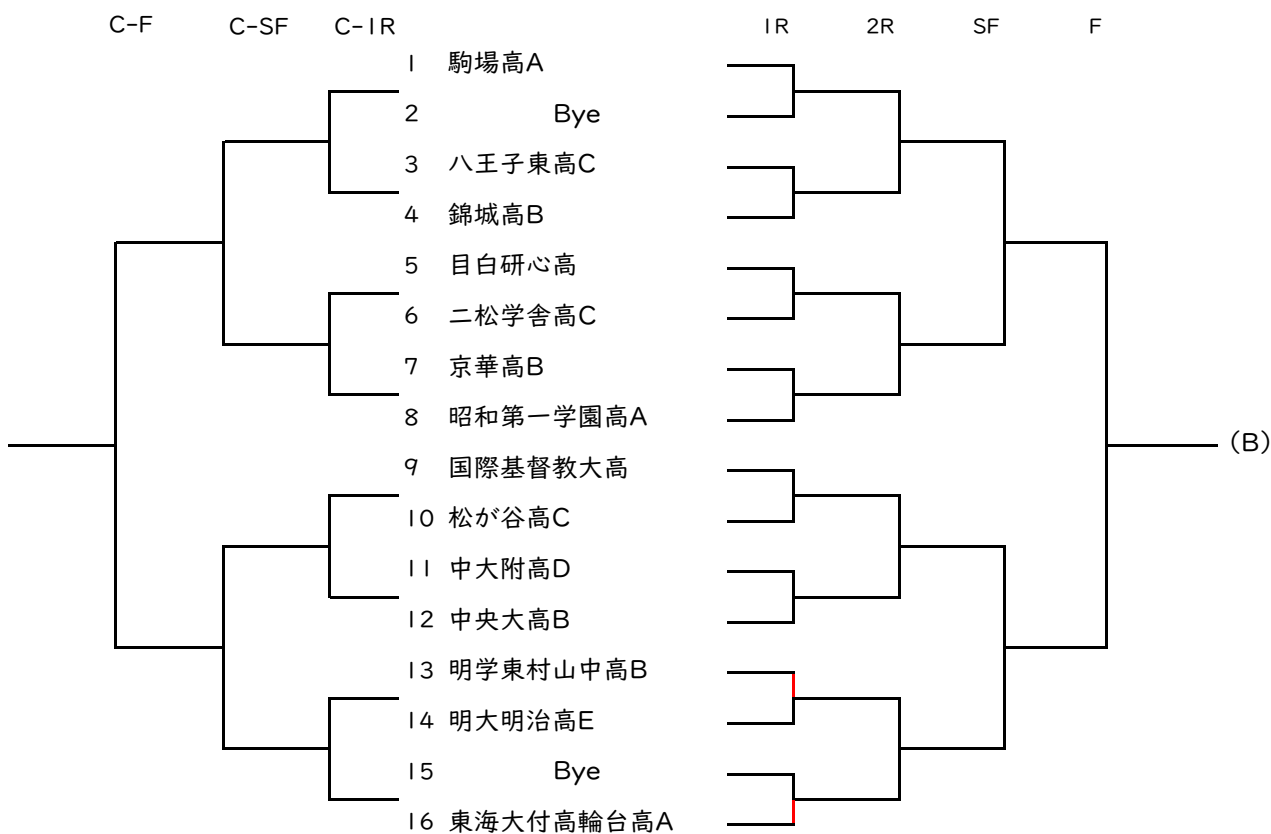 C-F C-SF C-1R 1R 2R SF F
1 駒場高A
2 Bye
3 八王子東高C
4 錦城高B
5 目白研心高
6 二松学舎高C
7 京華高B
8 昭和第一学園高A
(B)
9 国際基督教大高
10 松が谷高C
11 中大附高D
12 中央大高B
13 明学東村山中高B
14 明大明治高E
15 Bye
16 東海大付高輪台高A